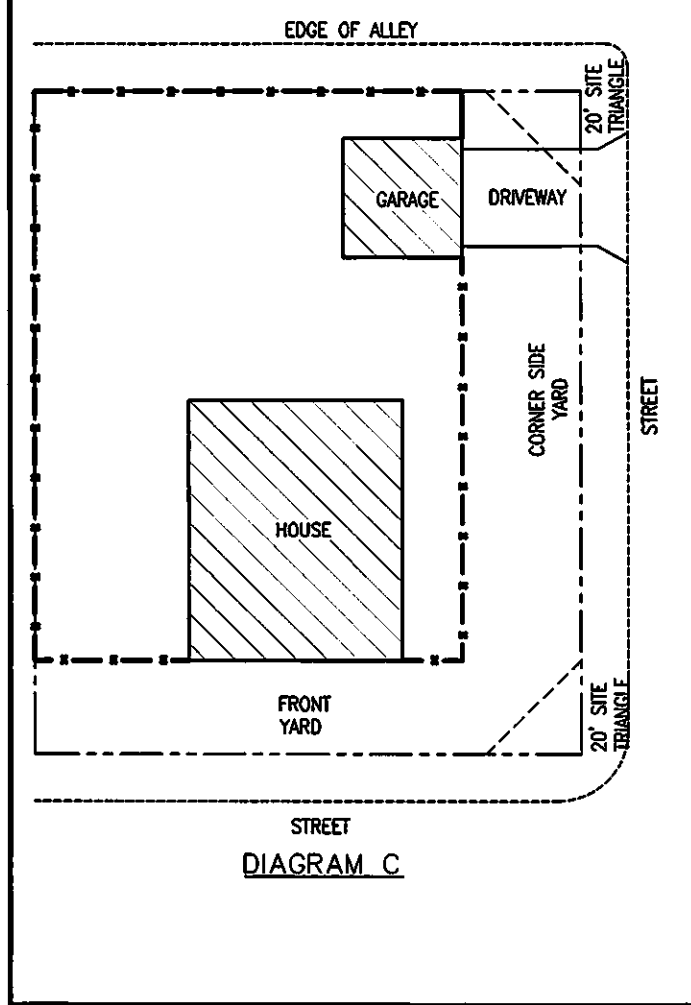 EDGE OF ALLEY
20' SITE
TRIANGLE
GARAGE
DRIVEWAY
CORNER SIDE
YARD
STREET
HOUSE
FRONT
YARD
20' SITE
TRIANGLE
STREET
DIAGRAM C